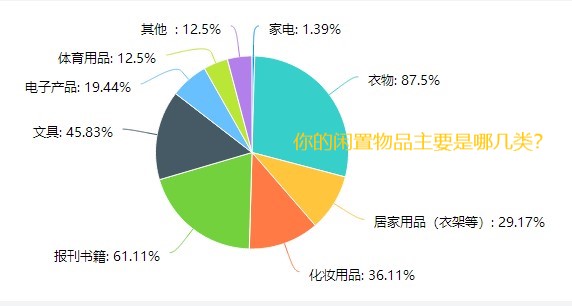 其他 : 12.5%
家电: 1.39%
体育用品: 12.5%
衣物: 87.5%
电子产品: 19.44%
文具: 45.83%
你的闲置物品主要是哪几类?
居家用品（衣架等）: 29.17%
报刊书籍: 61.11%
化妆用品: 36.11%